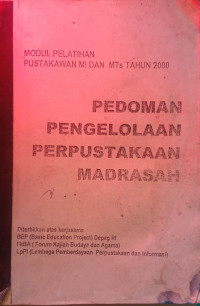 MODUL PELATIHAN
PUSTAKAWAN MI DAN MTs TAHUN 2000
PEDOMAN
PENGELOLAAN
PERPUSTAKAAN
MADRASAH
Diterbitkan atas kerjasama
BEP (Basic Education Project) Depag RI
FkBA ( Forum Kajian Budaya dan Agama)
LpPI (Lembaga Pemberdayaan Perpustakaan dan Informasi)